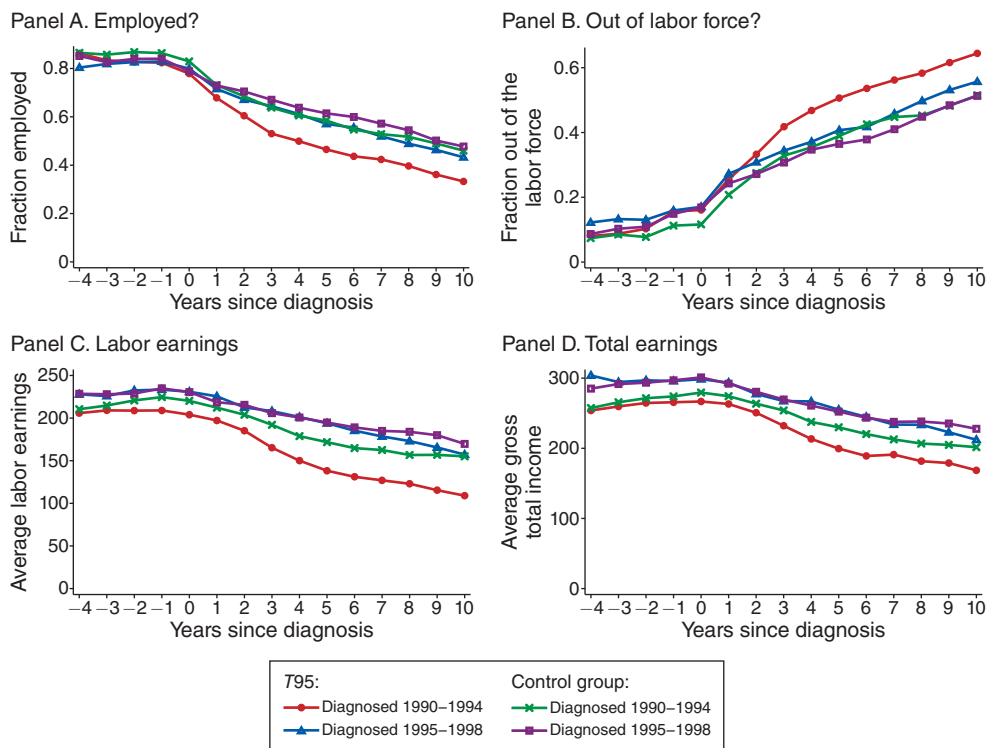 Panel A. Employed?
Fraction employed
0.8
0.6
0.4
0.2
0
−4 −3 −2 −1 0 1 2 3 4 5 6 7 8 9 10
Years since diagnosis
Panel B. Out of labor force?
Fraction out of the
labor force
0.6
0.4
0.2
0
−4 −3 −2 −1 0 1 2 3 4 5 6 7 8 9 10
Years since diagnosis
Panel C. Labor earnings
Average labor earnings
250
200
150
100
50
0
−4 −3 −2 −1 0 1 2 3 4 5 6 7 8 9 10
Years since diagnosis
Panel D. Total earnings
Average gross
total income
300
200
100
0
−4 −3 −2 −1 0 1 2 3 4 5 6 7 8 9 10
Years since diagnosis
T95:
Diagnosed 1990–1994
Diagnosed 1995–1998
Control group:
Diagnosed 1990–1994
Diagnosed 1995–1998